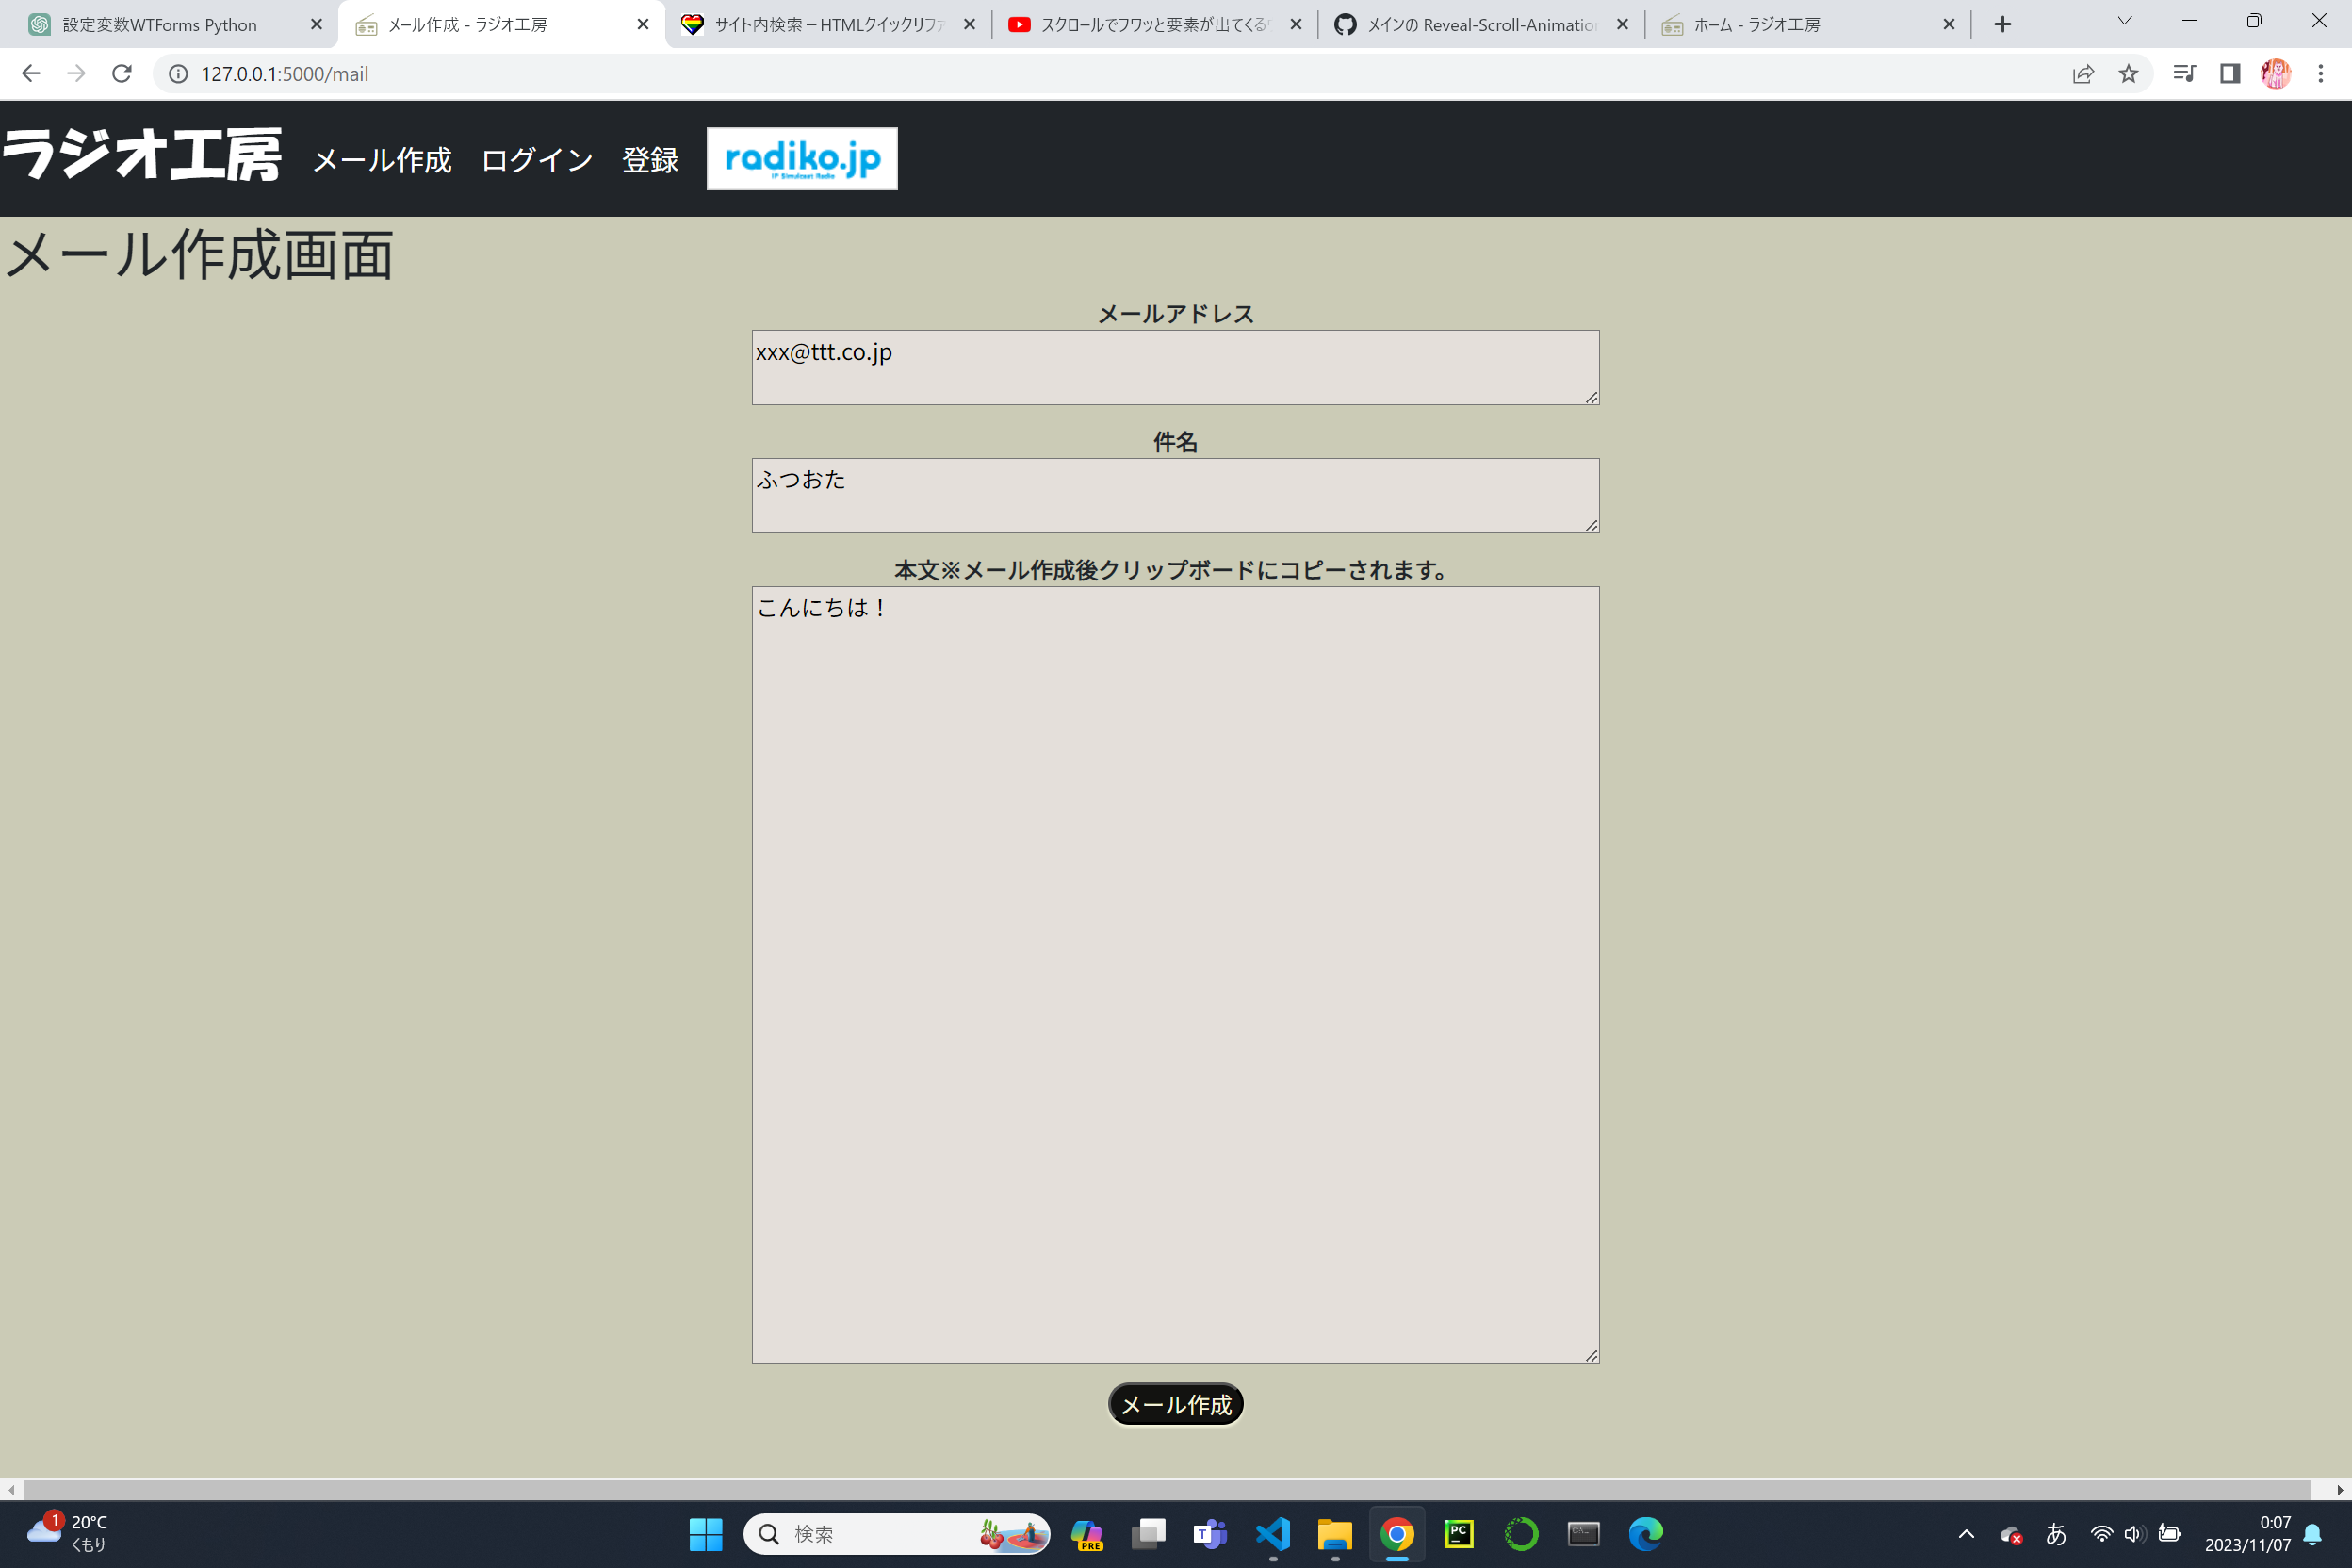 設定変数WTForms Python
メール作成 - ラジオ工房
サイト内検索－HTMLクイックリファ
スクロールでフワッと要素が出てくる
メインの Reveal-Scroll-Animation
ホーム - ラジオ工房
127.0.0.1:5000/mail
ラジオ工房 メール作成 ログイン 登録 radiko.jp
IP Simulcast Radio
メール作成画面
メールアドレス
xxx@ttt.co.jp
件名
ふつおた
本文※メール作成後クリップボードにコピーされます。
こんにちは！
メール作成
1
20°C
くもり
検索
PRE
T
PC
C:\
あ
0:07
2023/11/07